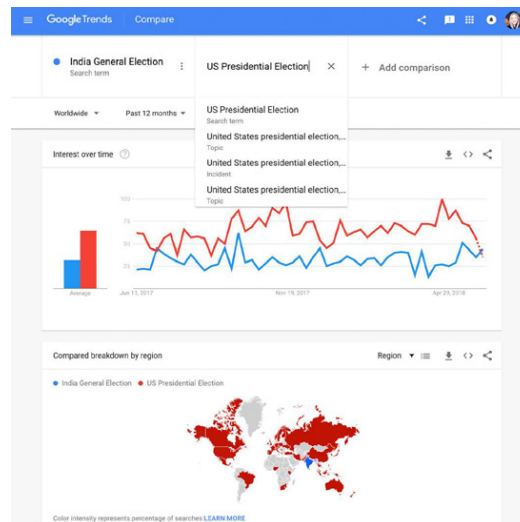 Google Trends Compare
India General Election
Search term
US Presidential Election
+ Add comparison
US Presidential Election
Search term
United States presidential election,...
Topic
United States presidential election,...
Incident
United States presidential election,...
Topic
Worldwide Past 12 months
Interest over time
100
75
50
25
Average
Jun 11, 2017 Nov 19, 2017 Apr 29, 2018
Compared breakdown by region Region
India General Election US Presidential Election
Color intensity represents percentage of searches LEARN MORE